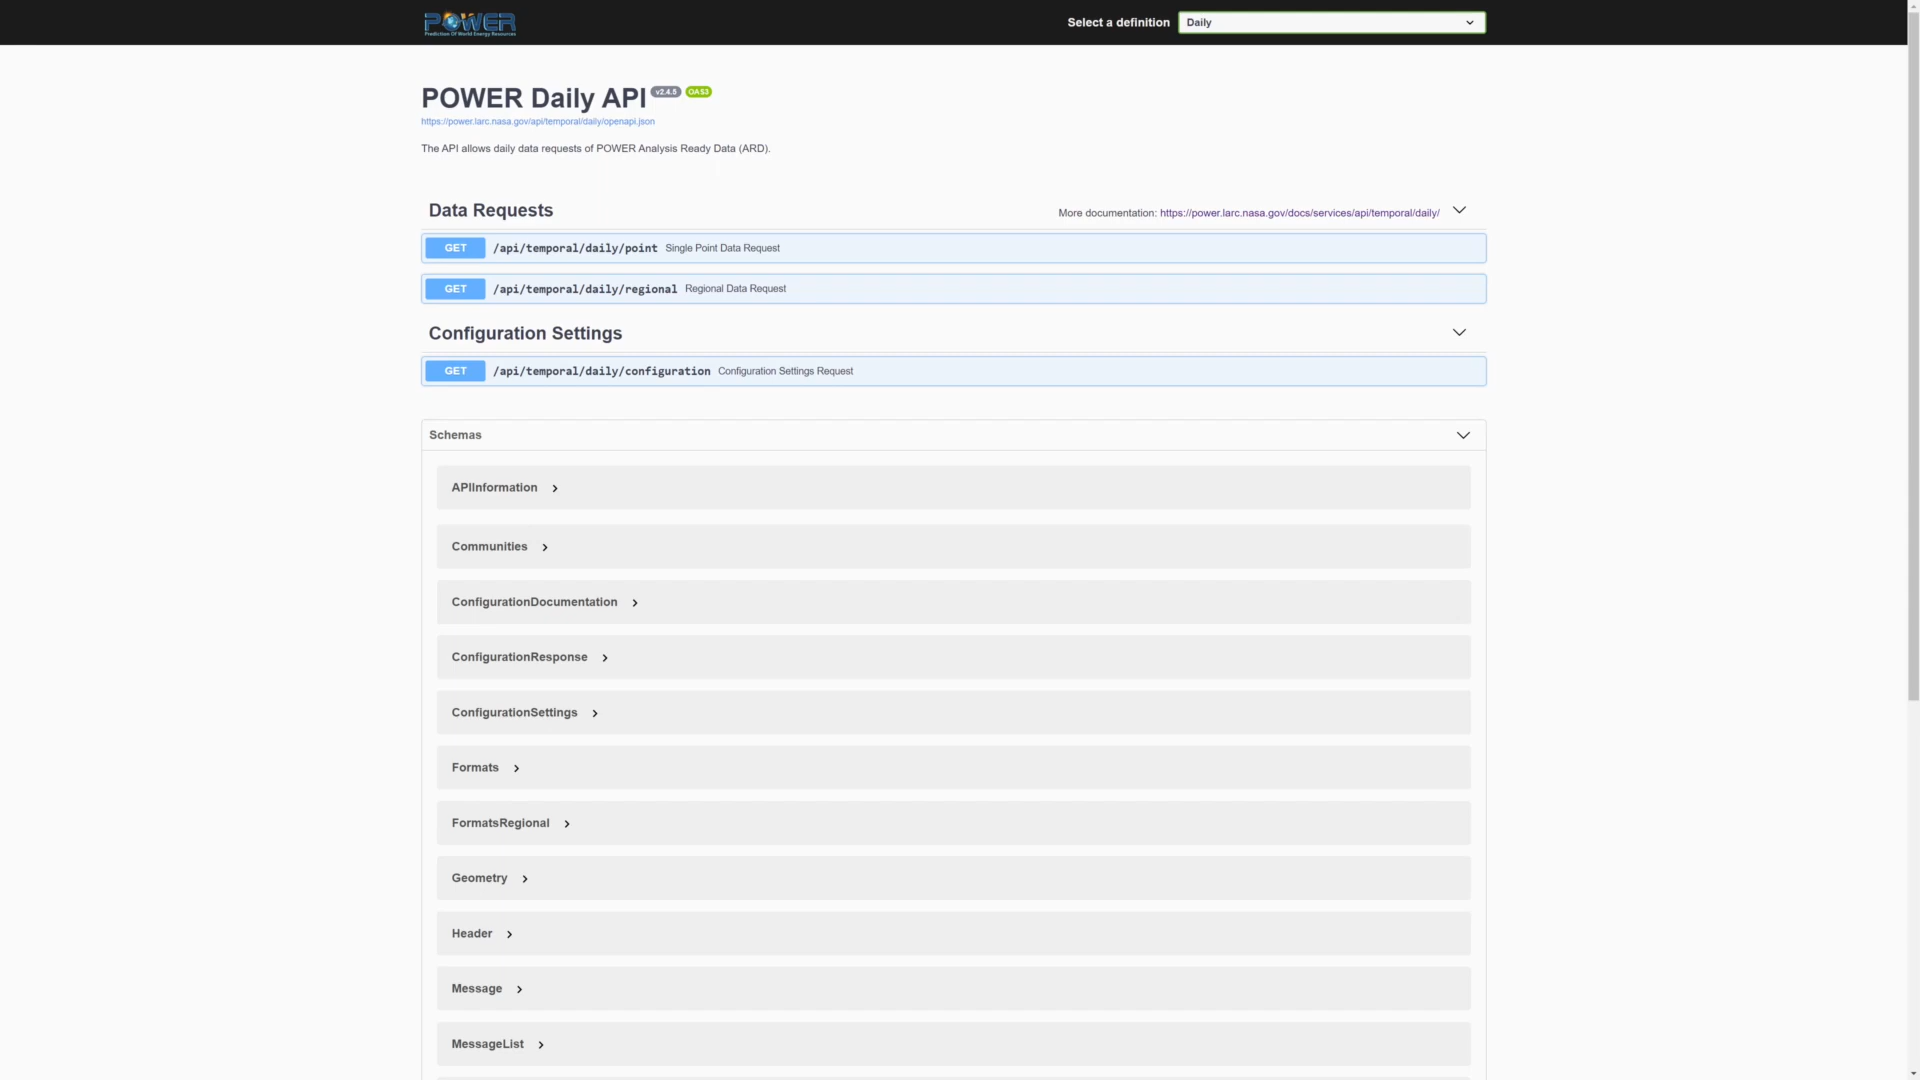 POWER
Prediction Of World Energy Resources
Select a definition
Daily
POWER Daily API v2.4.5 OAS3
https://power.larc.nasa.gov/api/temporal/daily/openapi.json
The API allows daily data requests of POWER Analysis Ready Data (ARD).
Data Requests
More documentation: https://power.larc.nasa.gov/docs/services/api/temporal/daily/
GET /api/temporal/daily/point Single Point Data Request
GET /api/temporal/daily/regional Regional Data Request
Configuration Settings
GET /api/temporal/daily/configuration Configuration Settings Request
Schemas
APIInformation
Communities
ConfigurationDocumentation
ConfigurationResponse
ConfigurationSettings
Formats
FormatsRegional
Geometry
Header
Message
MessageList